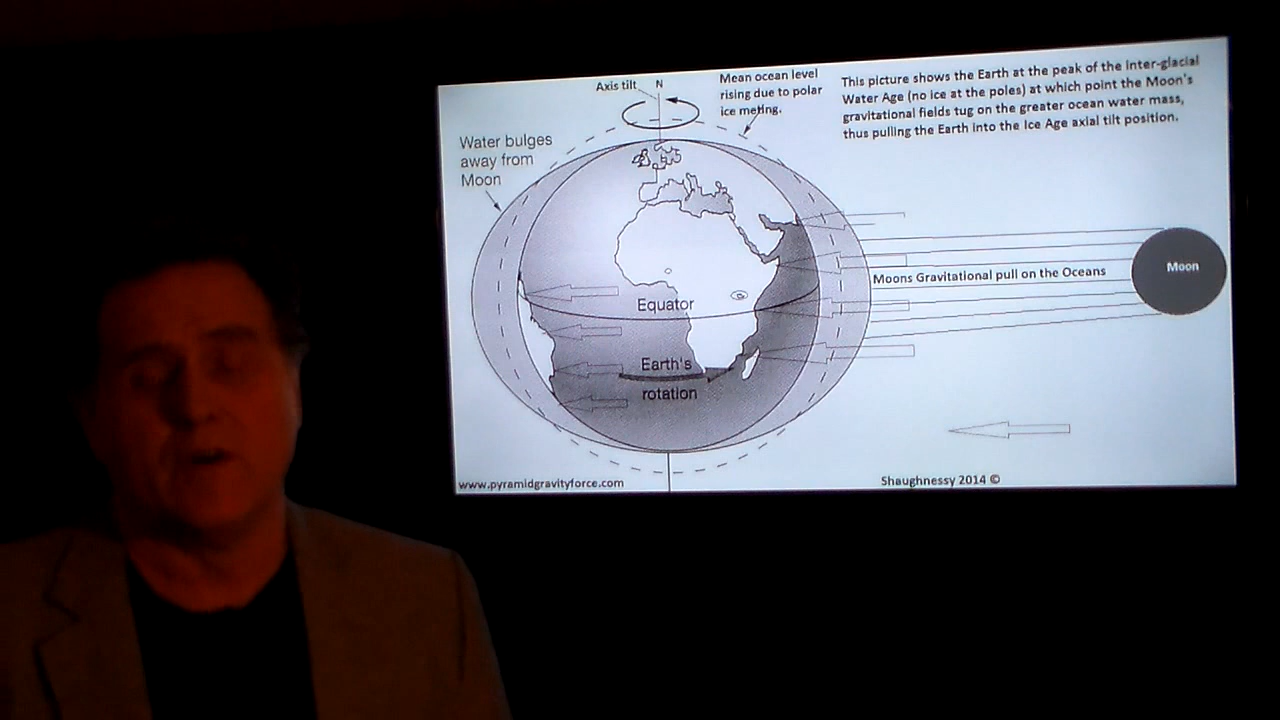 Axis tilt
N
Mean ocean level
rising due to polar
ice meting.
This picture shows the Earth at the peak of the Inter-glacial
Water Age (no ice at the poles) at which point the Moon's
gravitational fields tug on the greater ocean water mass,
thus pulling the Earth into the Ice Age axial tilt position.
Water bulges
away from
Moon
Moons Gravitational pull on the Oceans
Moon
Equator
Earth's
rotation
www.pyramidgravityforce.com
Shaughnessy 2014 ©